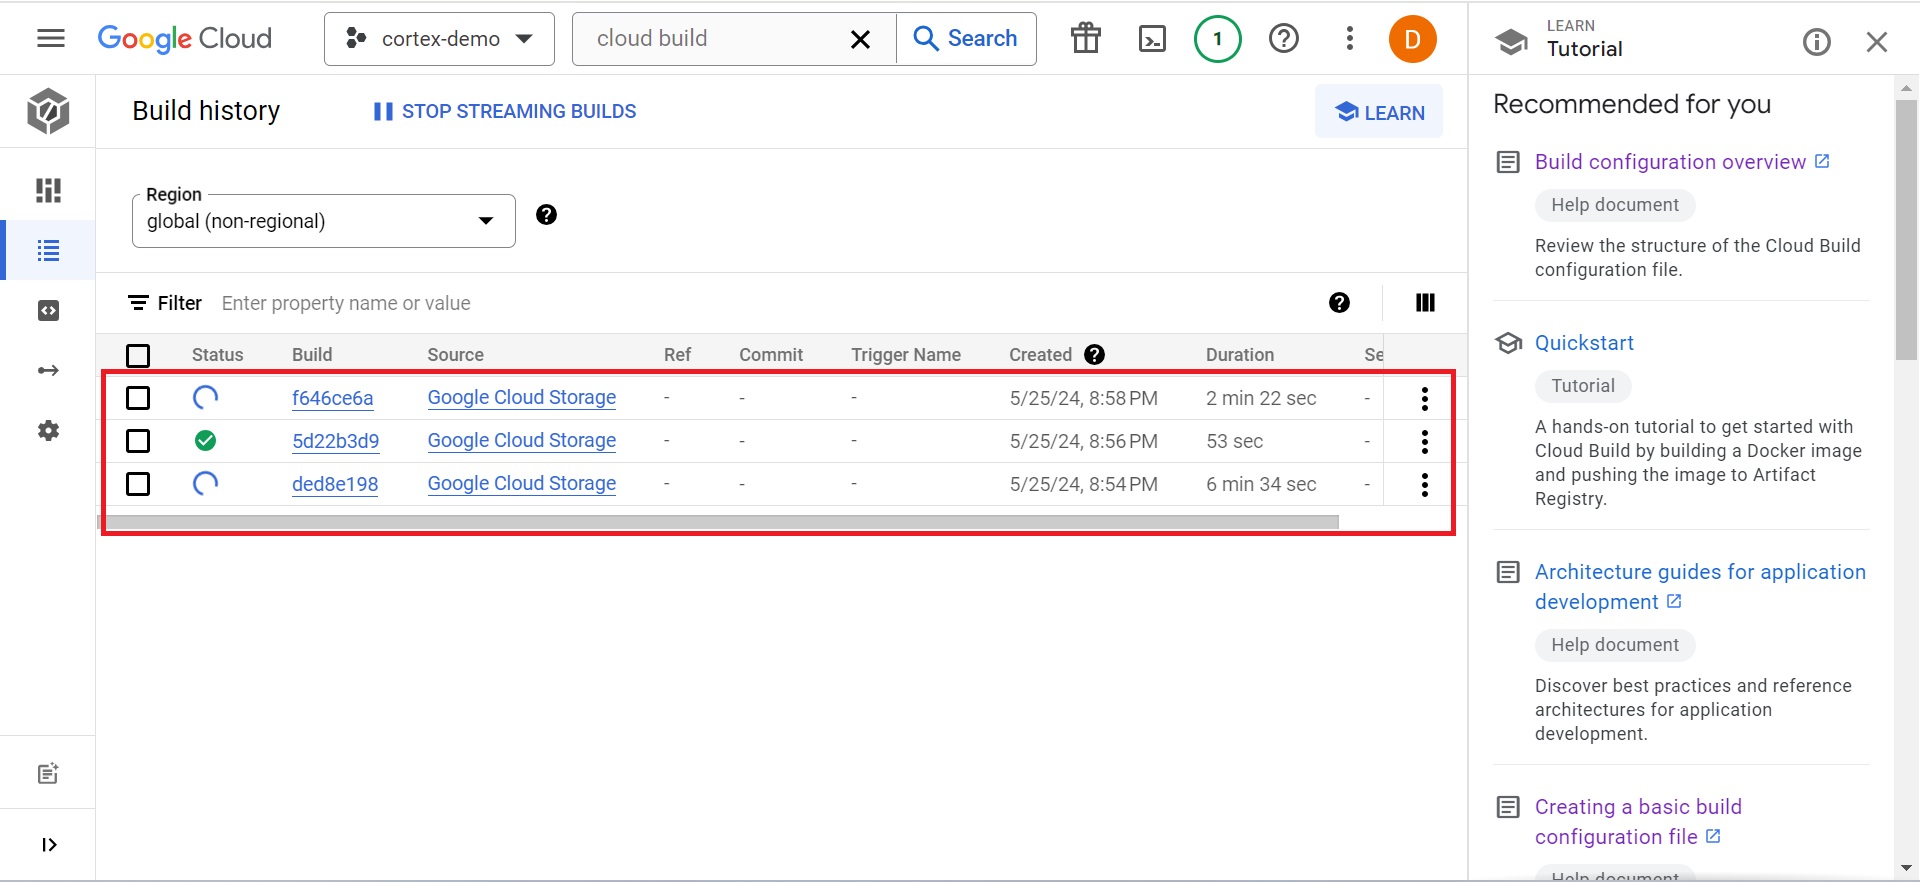 Google Cloud
cortex-demo
cloud build
Search
1
D
LEARN
Tutorial
Build history
STOP STREAMING BUILDS
LEARN
Region
global (non-regional)
Filter Enter property name or value
Status Build Source Ref Commit Trigger Name Created Duration Se
f646ce6a Google Cloud Storage - - - 5/25/24, 8:58 PM 2 min 22 sec -
5d22b3d9 Google Cloud Storage - - - 5/25/24, 8:56 PM 53 sec -
ded8e198 Google Cloud Storage - - - 5/25/24, 8:54 PM 6 min 34 sec -
Recommended for you
Build configuration overview
Help document
Review the structure of the Cloud Build
configuration file.
Quickstart
Tutorial
A hands-on tutorial to get started with
Cloud Build by building a Docker image
and pushing the image to Artifact
Registry.
Architecture guides for application
development
Help document
Discover best practices and reference
architectures for application
development.
Creating a basic build
configuration file
Help document